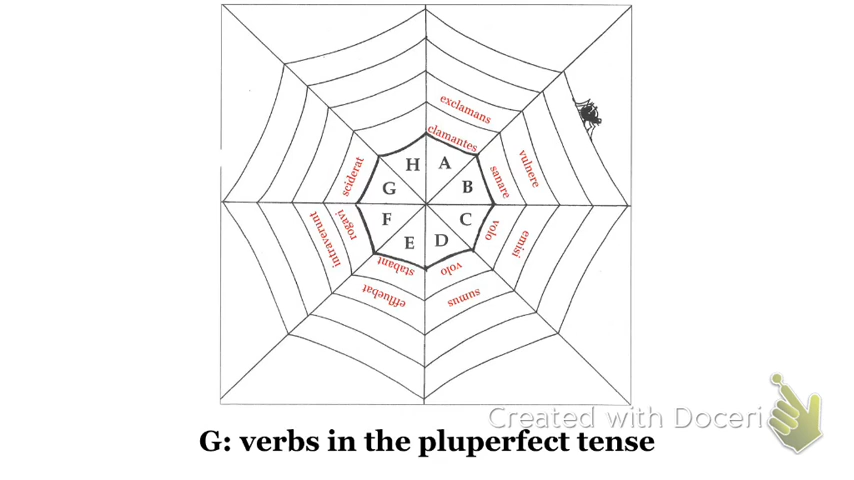 exclamans
clamantes
vulnere
sanare
sciderat
H
A
G
B
F
C
E
D
rogavi
intraverunt
volo
emisi
stabant
volo
effluebat
sumus
Created with Doceri
G: verbs in the pluperfect tense